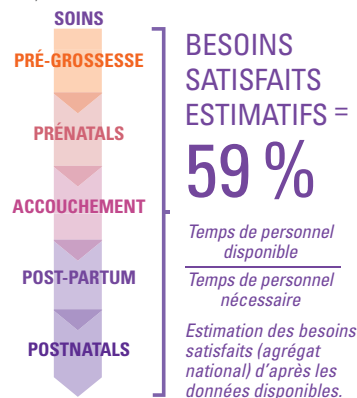 SOINS
PRÉ-GROSSESSE
PRÉNATALS
ACCOUCHEMENT
POST-PARTUM
POSTNATALS
BESOINS
SATISFAITS
ESTIMATIFS =
59 %
Temps de personnel
disponible
Temps de personnel
nécessaire
Estimation des besoins
satisfaits (agrégat
national) d’après les
données disponibles.